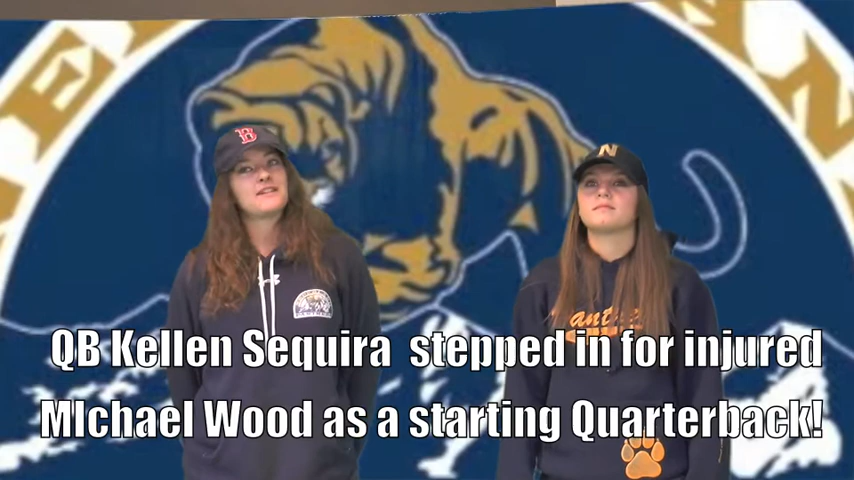 B
N
QB Kellen Sequira stepped in for injured
MIchael Wood as a starting Quarterback!